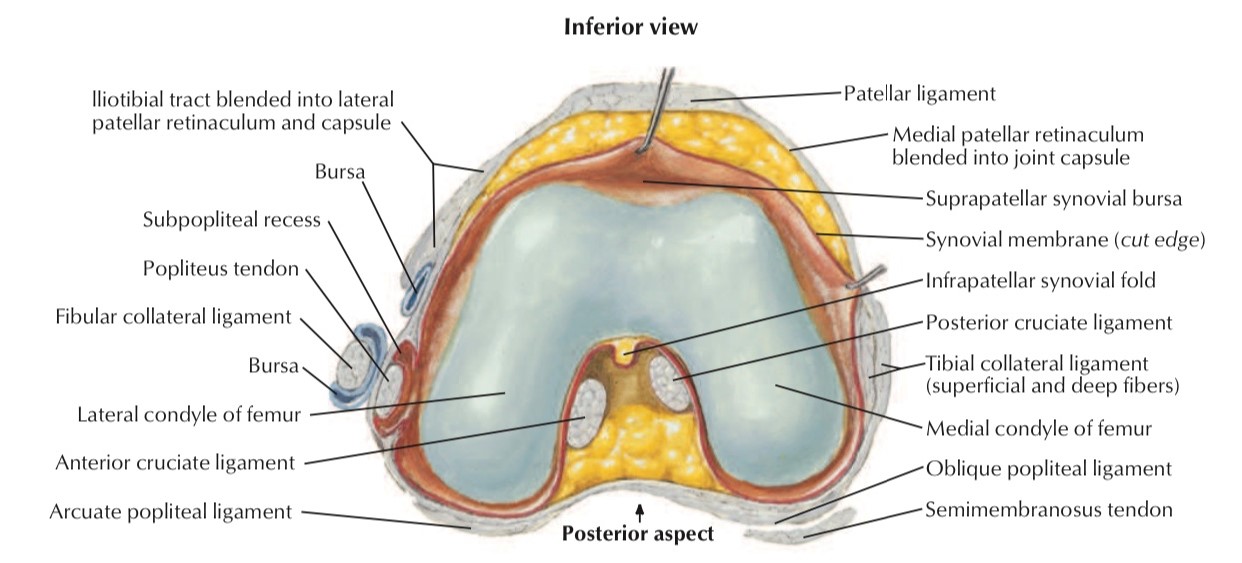 Inferior view
Iliotibial tract blended into lateral
patellar retinaculum and capsule
Bursa
Subpopliteal recess
Popliteus tendon
Fibular collateral ligament
Bursa
Lateral condyle of femur
Anterior cruciate ligament
Arcuate popliteal ligament
Patellar ligament
Medial patellar retinaculum
blended into joint capsule
Suprapatellar synovial bursa
Synovial membrane (cut edge)
Infrapatellar synovial fold
Posterior cruciate ligament
Tibial collateral ligament
(superficial and deep fibers)
Medial condyle of femur
Oblique popliteal ligament
Semimembranosus tendon
Posterior aspect